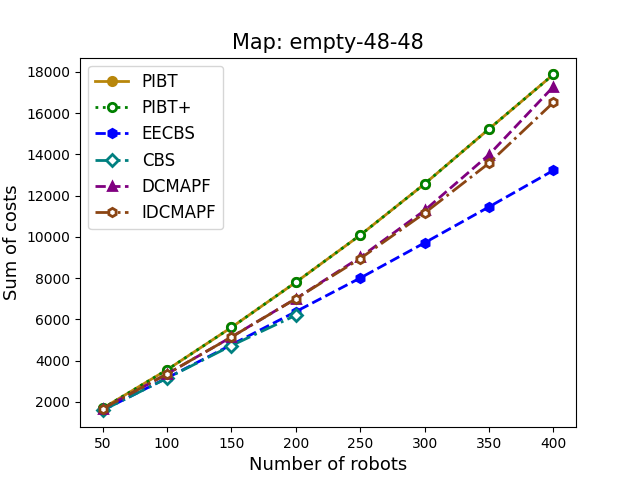 Map: empty-48-48
Sum of costs
18000
16000
14000
12000
10000
8000
6000
4000
2000
PIBT
PIBT+
EECBS
CBS
DCMAPF
IDCMAPF
50 100 150 200 250 300 350 400
Number of robots